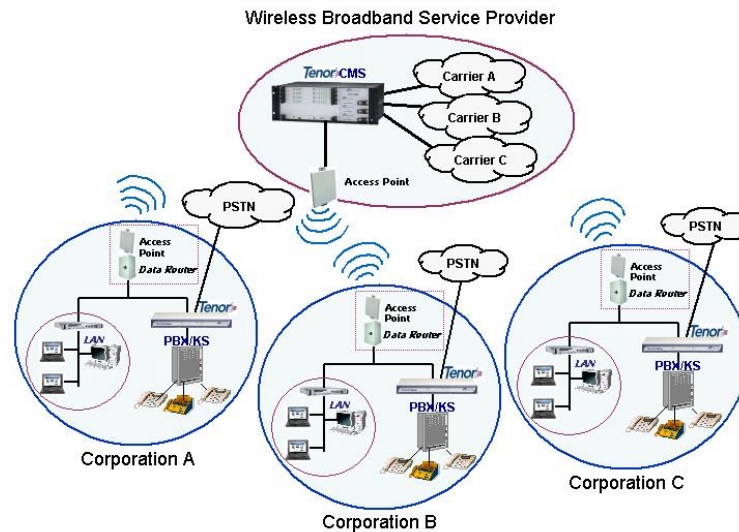 Wireless Broadband Service Provider
Tenor CMS
Carrier A
Carrier B
Carrier C
Access Point
PSTN
Access
Point
Data Router
Tenor
LAN
PBX/KS
Corporation A
PSTN
Access
Point
Data Router
Tenor
LAN
PBX/KS
Corporation B
PSTN
Access
Point
Data Router
Tenor
LAN
PBX/KS
Corporation C